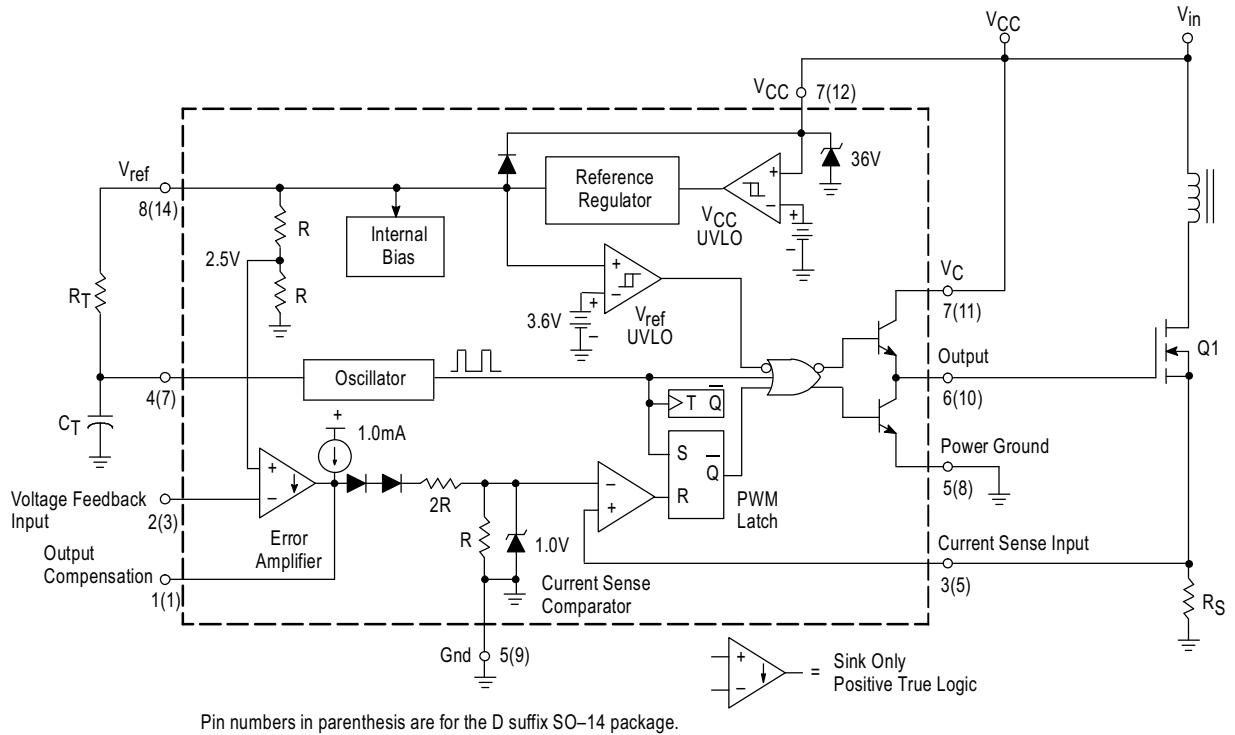 VCC
Vin
VCC 7(12)
36V
Vref
8(14)
Reference
Regulator
+
–
+
–
VCC
UVLO
R
Internal
Bias
2.5V
R
RT
+
–
+
–
3.6V
Vref
UVLO
VC
7(11)
Output
6(10)
Q1
Oscillator
4(7)
T Q
CT
+
1.0mA
S
Q
R
PWM
Latch
Power Ground
5(8)
+
–
Voltage Feedback
Input
2(3)
Error
Amplifier
2R
R
1.0V
–
+
Current Sense
Comparator
Current Sense Input
3(5)
Output
Compensation
1(1)
RS
Gnd 5(9)
+
–
= Sink Only
Positive True Logic
Pin numbers in parenthesis are for the D suffix SO–14 package.